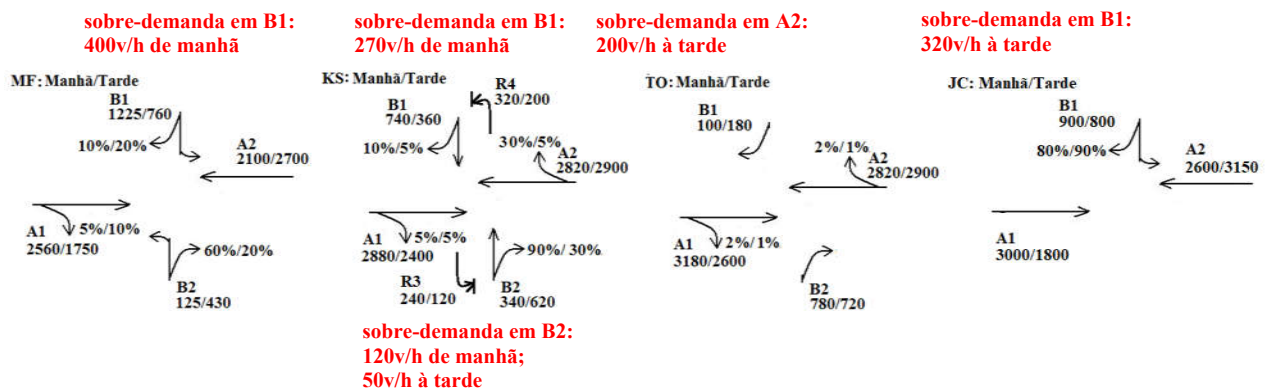 sobre-demanda em B1:
400v/h de manhã
sobre-demanda em B1:
270v/h de manhã
sobre-demanda em A2:
200v/h à tarde
sobre-demanda em B1:
320v/h à tarde
MF: Manhã/Tarde
B1
1225/760
10%/20%
A2
2100/2700
A1
2560/1750
5%/10%
60%/20%
B2
125/430
KS: Manhã/Tarde
R4
320/200
B1
740/360
10%/5%
30%/5%
A2
2820/2900
A1
2880/2400
5%/5%
90%/30%
R3
240/120
B2
340/620
sobre-demanda em B2:
120v/h de manhã;
50v/h à tarde
TO: Manhã/Tarde
B1
100/180
2%/1%
A2
2820/2900
A1
3180/2600
2%/1%
B2
780/720
JC: Manhã/Tarde
B1
900/800
80%/90%
A2
2600/3150
A1
3000/1800